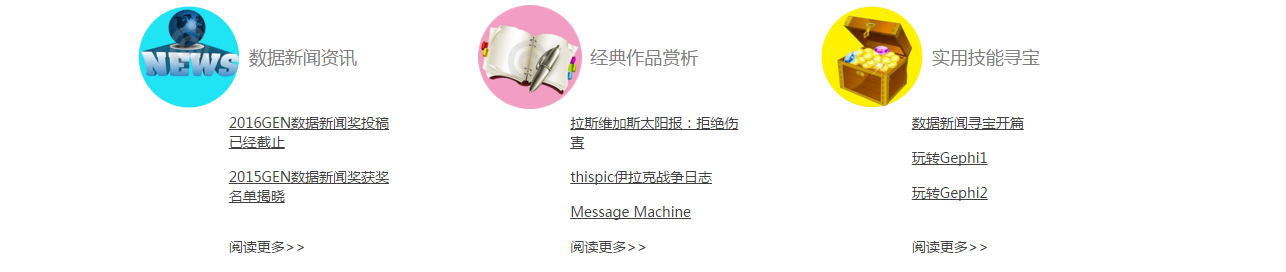 NEWS
数据新闻资讯
2016GEN数据新闻奖投稿
已经截止
2015GEN数据新闻奖获奖
名单揭晓
阅读更多>>
经典作品赏析
拉斯维加斯太阳报：拒绝伤
害
thispic伊拉克战争日志
Message Machine
阅读更多>>
实用技能寻宝
数据新闻寻宝开篇
玩转Gephi1
玩转Gephi2
阅读更多>>